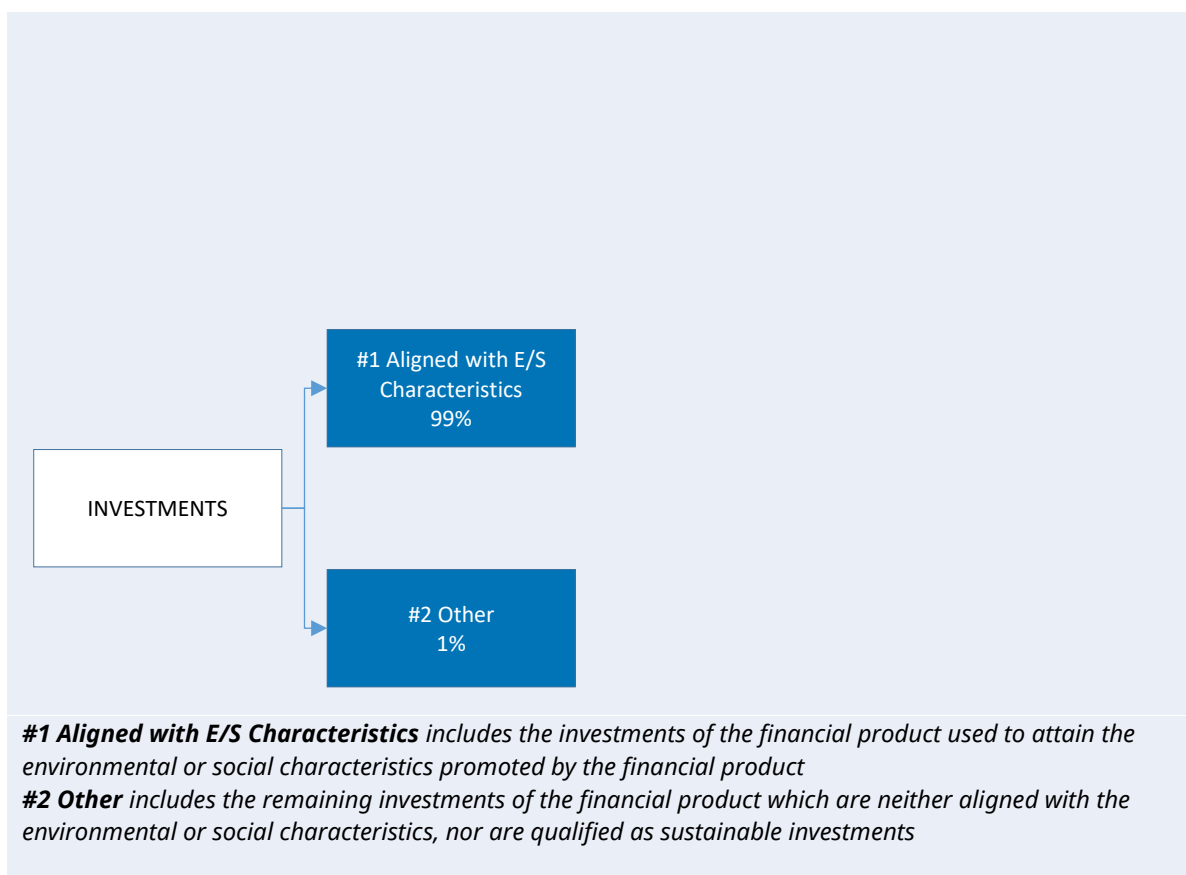 #1 Aligned with E/S
Characteristics
99%
INVESTMENTS
#2 Other
1%
#1 Aligned with E/S Characteristics includes the investments of the financial product used to attain the
environmental or social characteristics promoted by the financial product
#2 Other includes the remaining investments of the financial product which are neither aligned with the
environmental or social characteristics, nor are qualified as sustainable investments